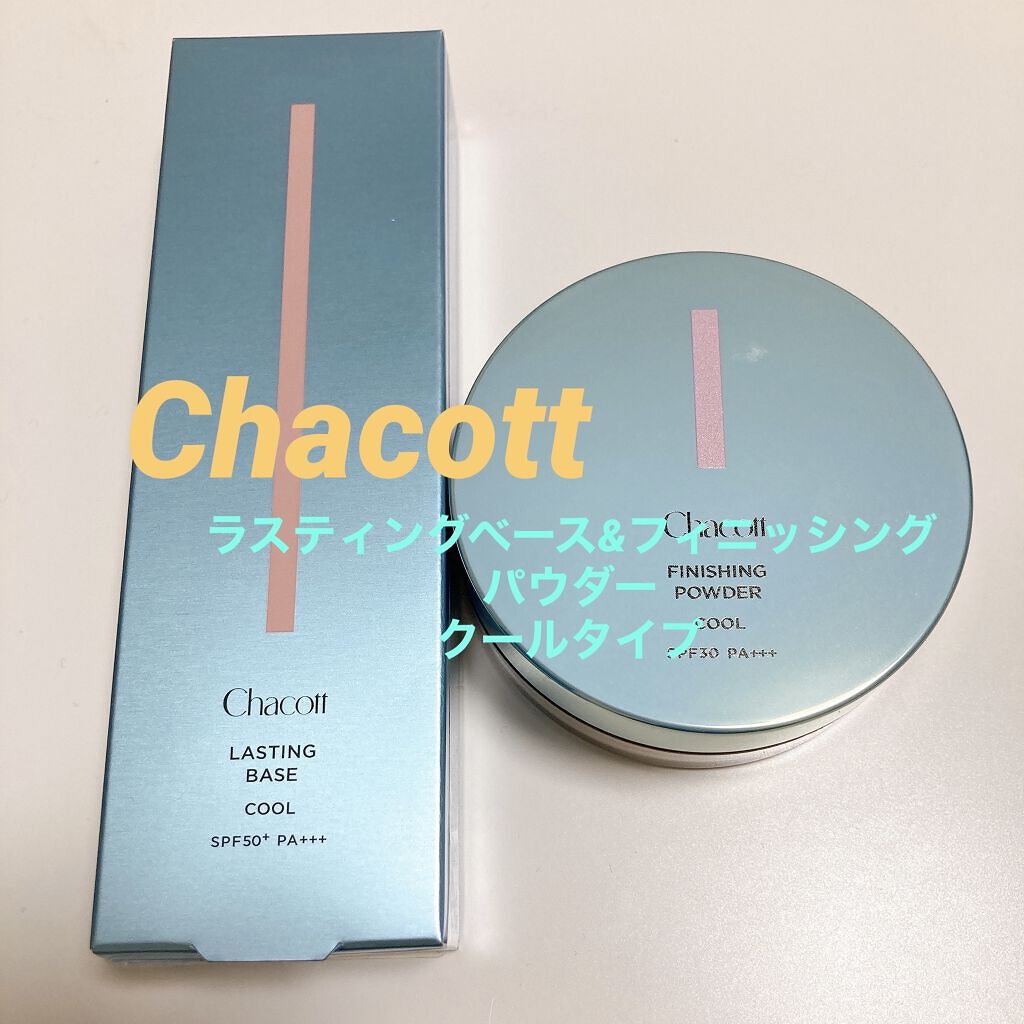 Chacott
ラスティングベース&フィニッシング
パウダー
クールタイプ
Chacott
LASTING
BASE
COOL
SPF50+ PA+++
Chacott
FINISHING
POWDER
COOL
SPF30 PA+++